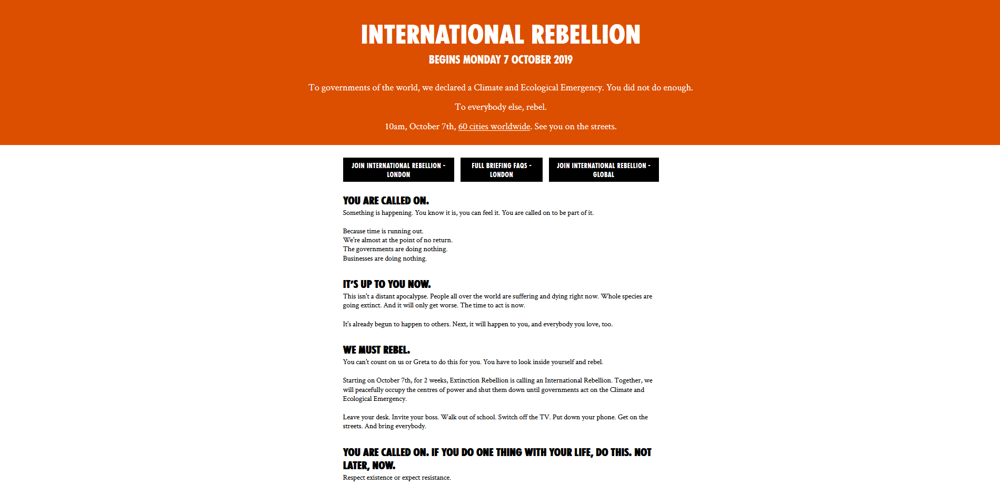 INTERNATIONAL REBELLION
BEGINS MONDAY 7 OCTOBER 2019
To governments of the world, we declared a Climate and Ecological Emergency. You did not do enough.
To everybody else, rebel.
10am, October 7th, 60 cities worldwide. See you on the streets.
JOIN INTERNATIONAL REBELLION -
LONDON
FULL BRIEFING FAQS -
LONDON
JOIN INTERNATIONAL REBELLION -
GLOBAL
YOU ARE CALLED ON.
Something is happening. You know it is, you can feel it. You are called on to be part of it.
Because time is running out.
We're almost at the point of no return.
The governments are doing nothing.
Businesses are doing nothing.
IT'S UP TO YOU NOW.
This isn't a distant apocalypse. People all over the world are suffering and dying right now. Whole species are
going extinct. And it will only get worse. The time to act is now.
It's already begun to happen to others. Next, it will happen to you, and everybody you love, too.
WE MUST REBEL.
You can't count on us or Greta to do this for you. You have to look inside yourself and rebel.
Starting on October 7th, for 2 weeks, Extinction Rebellion is calling an International Rebellion. Together, we
will peacefully occupy the centres of power and shut them down until governments act on the Climate and
Ecological Emergency.
Leave your desk. Invite your boss. Walk out of school. Switch off the TV. Put down your phone. Get on the
streets. And bring everybody.
YOU ARE CALLED ON. IF YOU DO ONE THING WITH YOUR LIFE, DO THIS. NOT
LATER, NOW.
Respect existence or expect resistance.